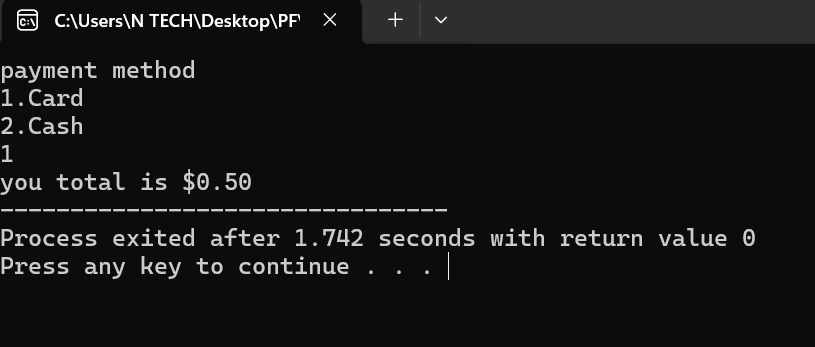 C:\Users\N TECH\Desktop\PF\
payment method
1.Card
2.Cash
1
you total is $0.50
--------------------------------
Process exited after 1.742 seconds with return value 0
Press any key to continue . . .